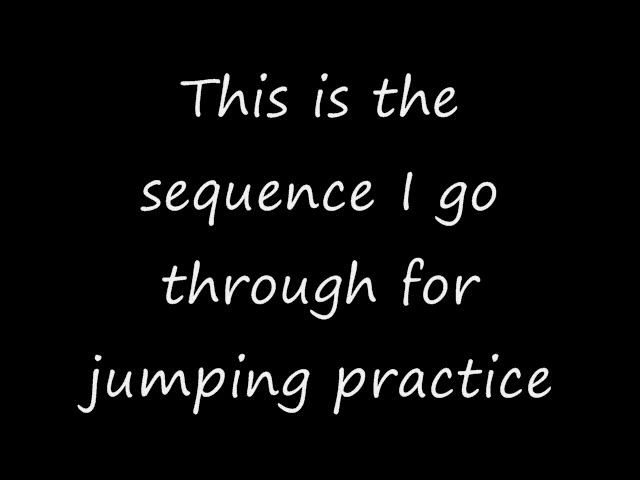 This is the
sequence I go
through for
jumping practice